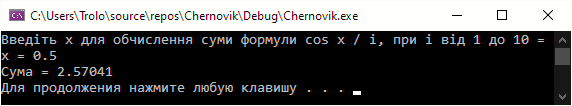 C:\Users\Trolo\source\repos\Chernovik\Debug\Chernovik.exe
Введіть x для обчислення суми формули cos x / i, при i від 1 до 10 =
x = 0.5
Сума = 2.57041
Для продолжения нажмите любую клавишу . . .